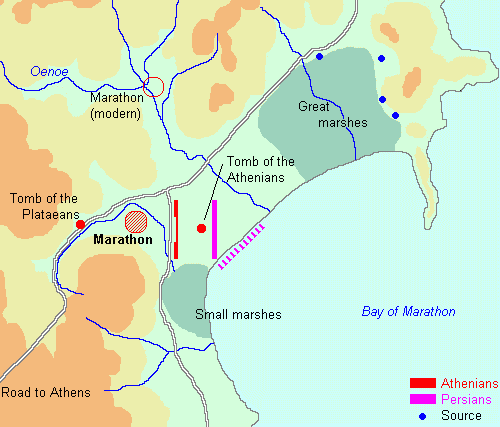 Oenoe
Marathon
(modern)
Great
marshes
Tomb of the
Athenians
Tomb of the
Plataeans
Marathon
Small marshes
Bay of Marathon
Road to Athens
Athenians
Persians
Source